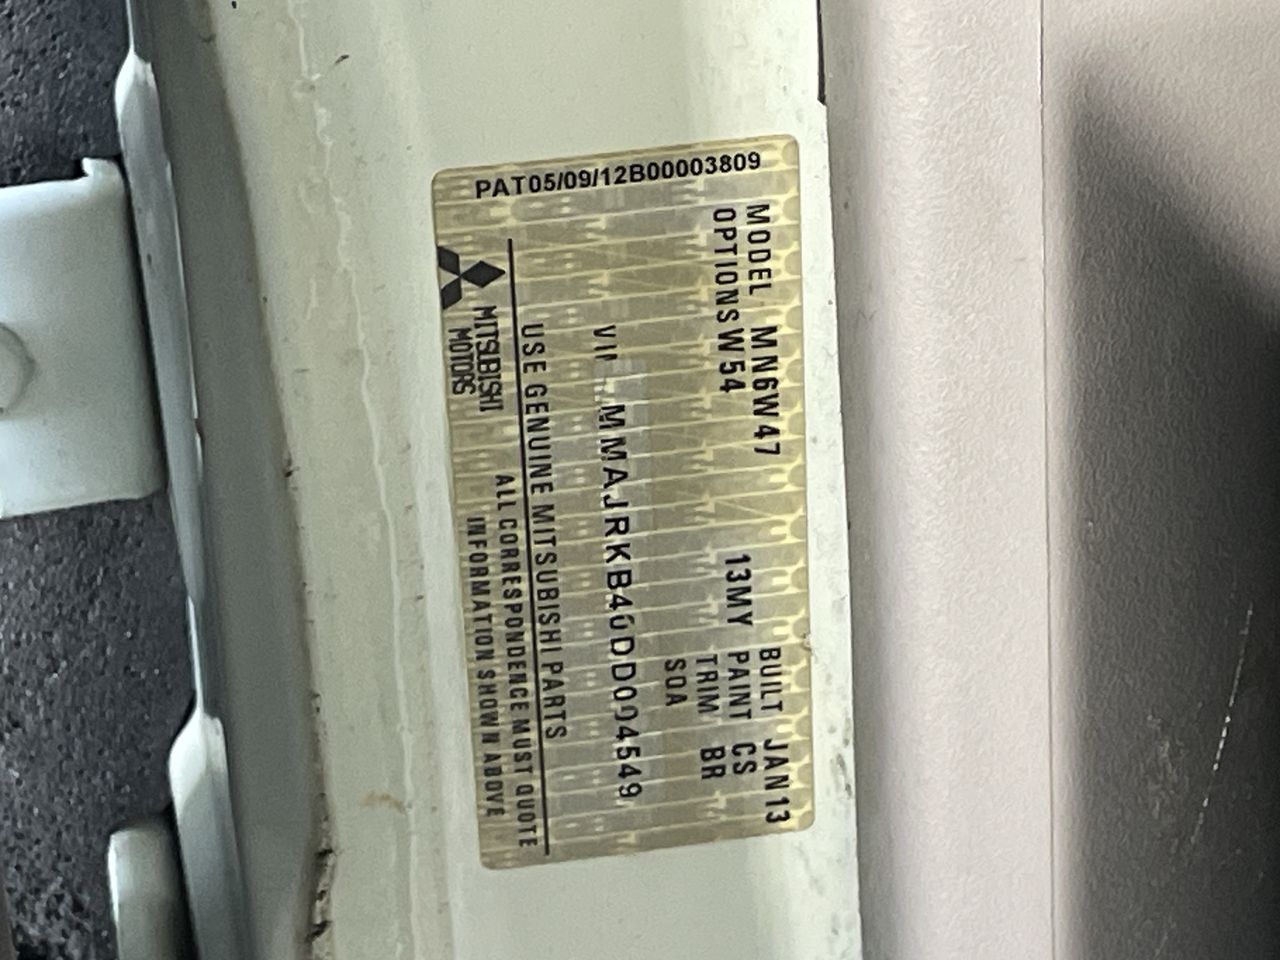 PAT05/09/12B00003809
MODEL MN6W47 BUILT JAN13
OPTIONS W54 13MY PAINT CS
TRIM BR
SOA
VIN MMAJRKB40DD004549
USE GENUINE MITSUBISHI PARTS
MITSUBISHI
MOTORS
ALL CORRESPONDENCE MUST QUOTE
INFORMATION SHOWN ABOVE